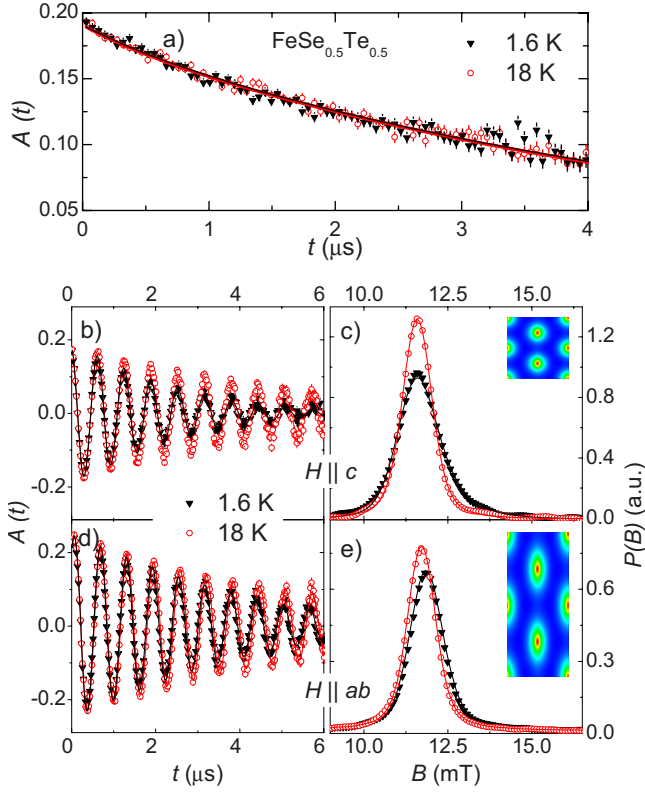 0.20
a)
FeSe0.5Te0.5
1.6 K
18 K
0.15
A (t)
0.10
0.05
0 1 2 3 4
t (μs)
0 2 4 6
10.0 12.5 15.0
b)
c)
0.2
0.0
-0.2
A (t)
H || c
1.2
0.8
0.4
0.0
P(B) (a.u.)
1.6 K
18 K
d)
e)
0.2
0.0
-0.2
H || ab
0.6
0.3
0.0
0 2 4 6
10.0 12.5 15.0
t (μs)
B (mT)